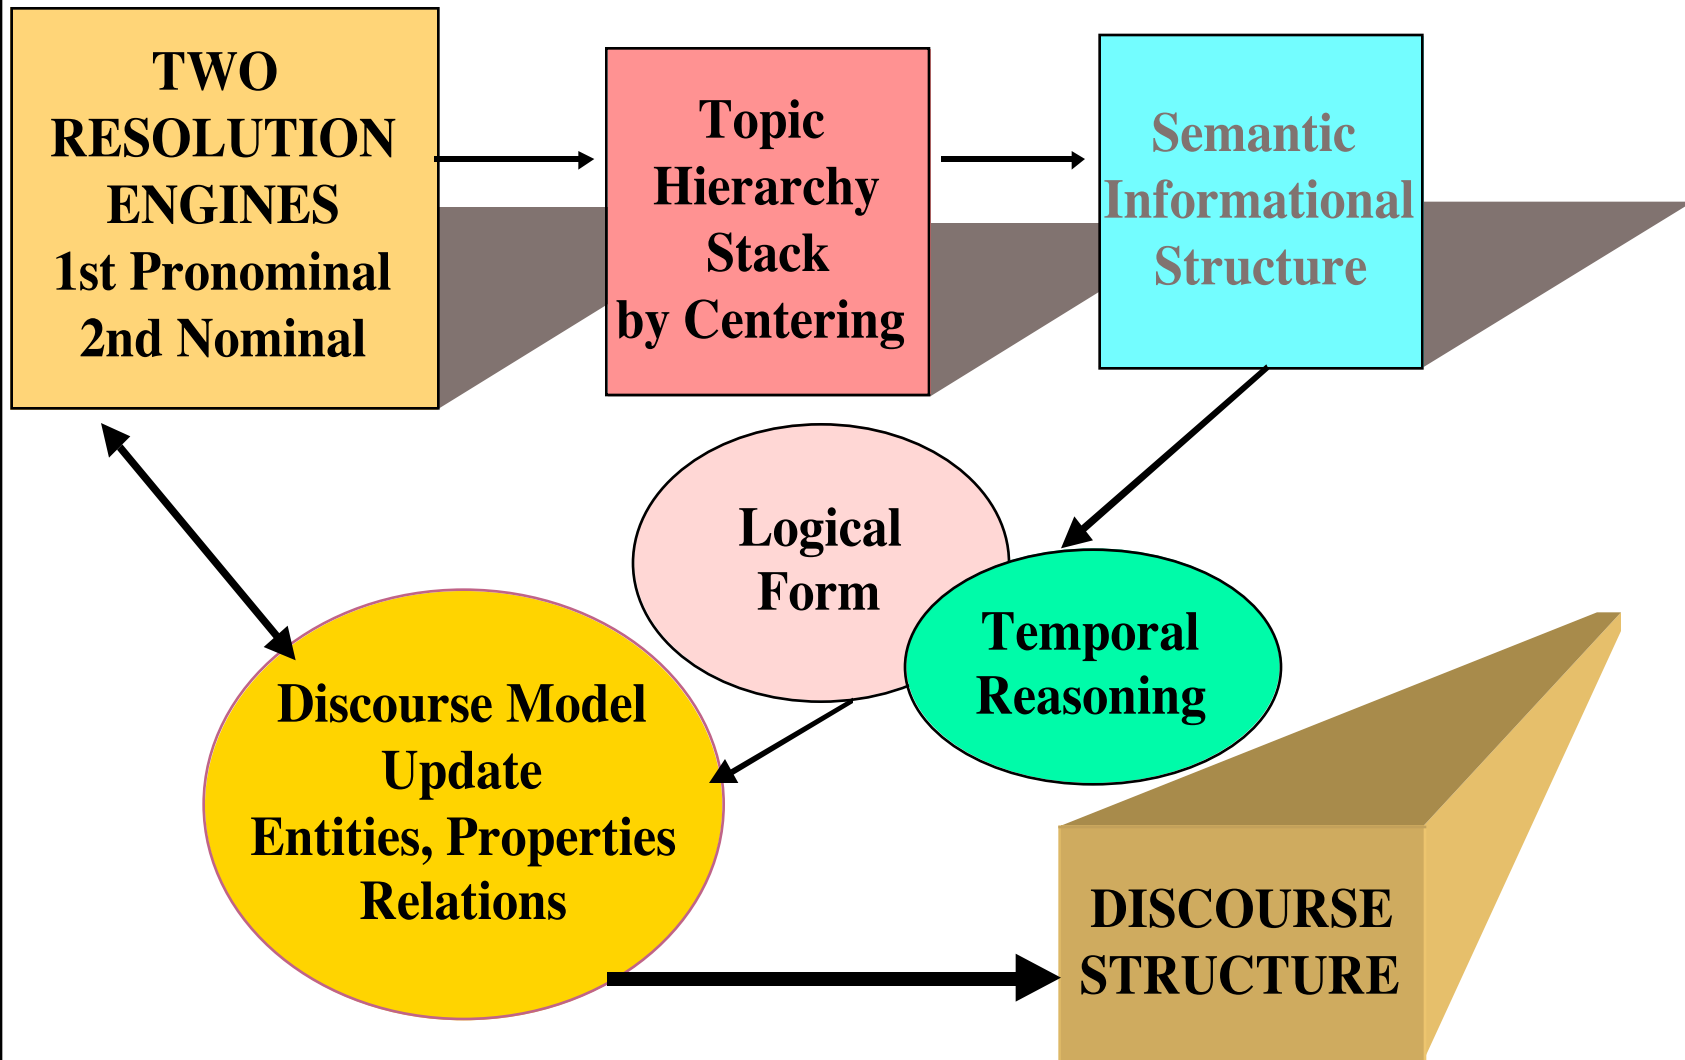 TWO
RESOLUTION
ENGINES
1st Pronominal
2nd Nominal
Topic
Hierarchy
Stack
by Centering
Semantic
Informational
Structure
Logical
Form
Temporal
Reasoning
Discourse Model
Update
Entities, Properties
Relations
DISCOURSE
STRUCTURE